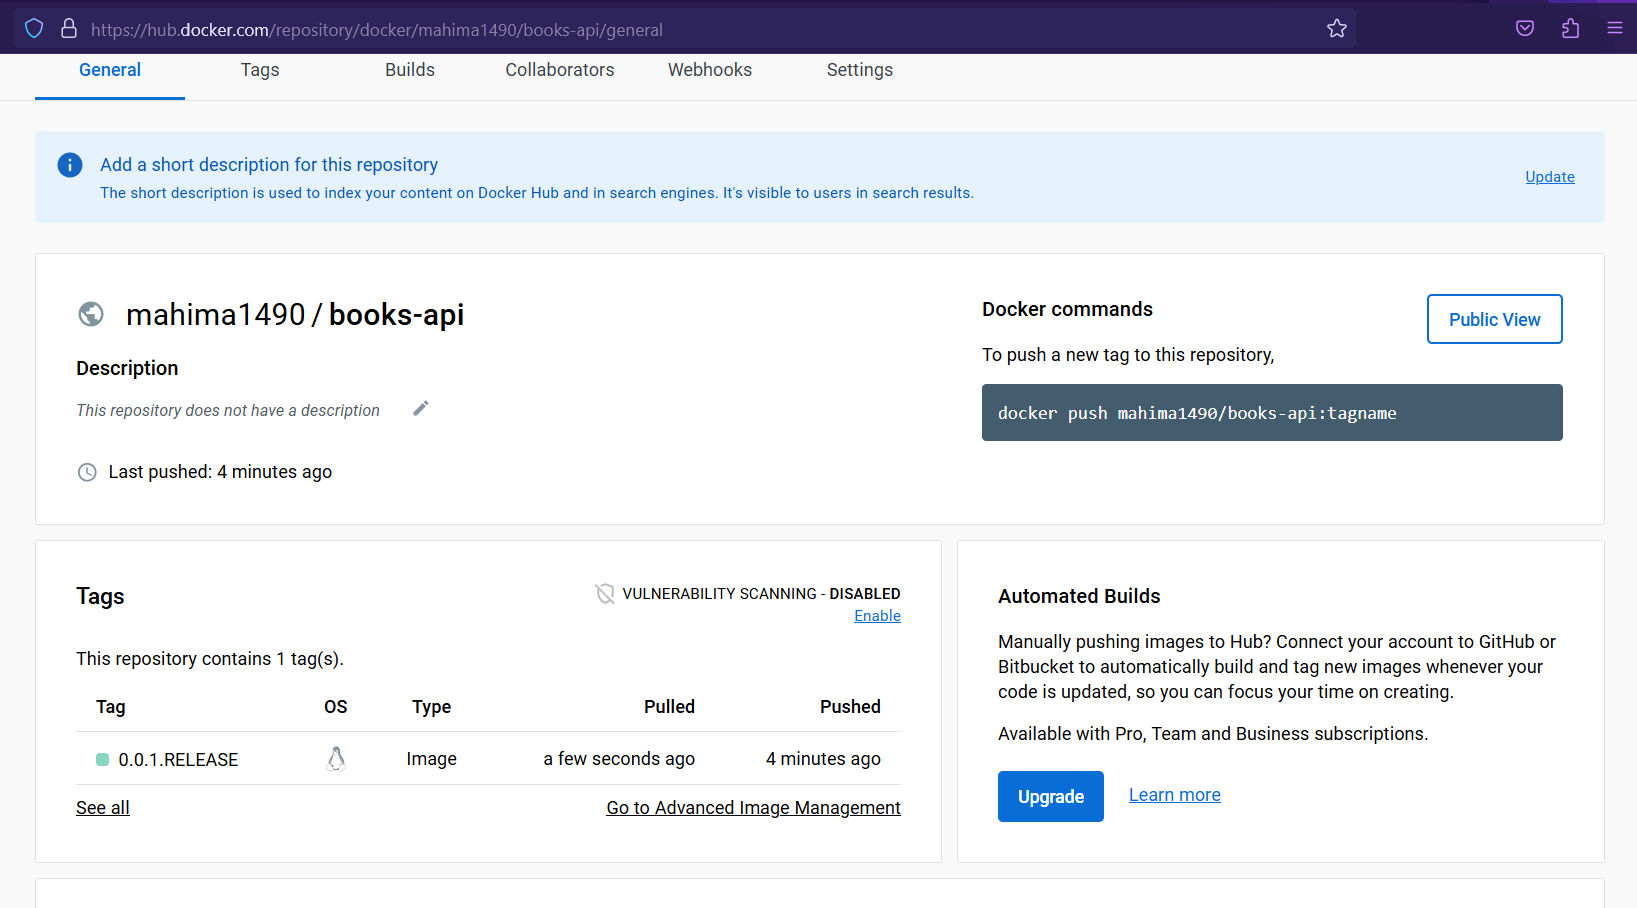 https://hub.docker.com/repository/docker/mahima1490/books-api/general
General Tags Builds Collaborators Webhooks Settings
Add a short description for this repository
The short description is used to index your content on Docker Hub and in search engines. It's visible to users in search results.
Update
mahima1490 / books-api
Description
This repository does not have a description
Last pushed: 4 minutes ago
Docker commands
Public View
To push a new tag to this repository,
docker push mahima1490/books-api:tagname
Tags
VULNERABILITY SCANNING - DISABLED
Enable
This repository contains 1 tag(s).
Tag OS Type Pulled Pushed
0.0.1.RELEASE Image a few seconds ago 4 minutes ago
See all
Go to Advanced Image Management
Automated Builds
Manually pushing images to Hub? Connect your account to GitHub or
Bitbucket to automatically build and tag new images whenever your
code is updated, so you can focus your time on creating.
Available with Pro, Team and Business subscriptions.
Upgrade Learn more